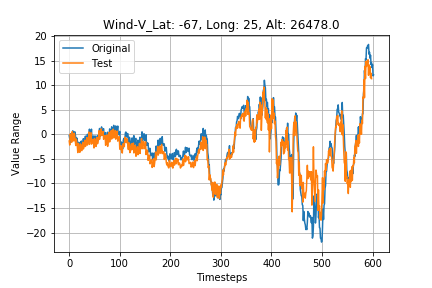 Wind-V_Lat: -67, Long: 25, Alt: 26478.0
Original
Test
Value Range
20
15
10
5
0
−5
−10
−15
−20
0 100 200 300 400 500 600
Timesteps